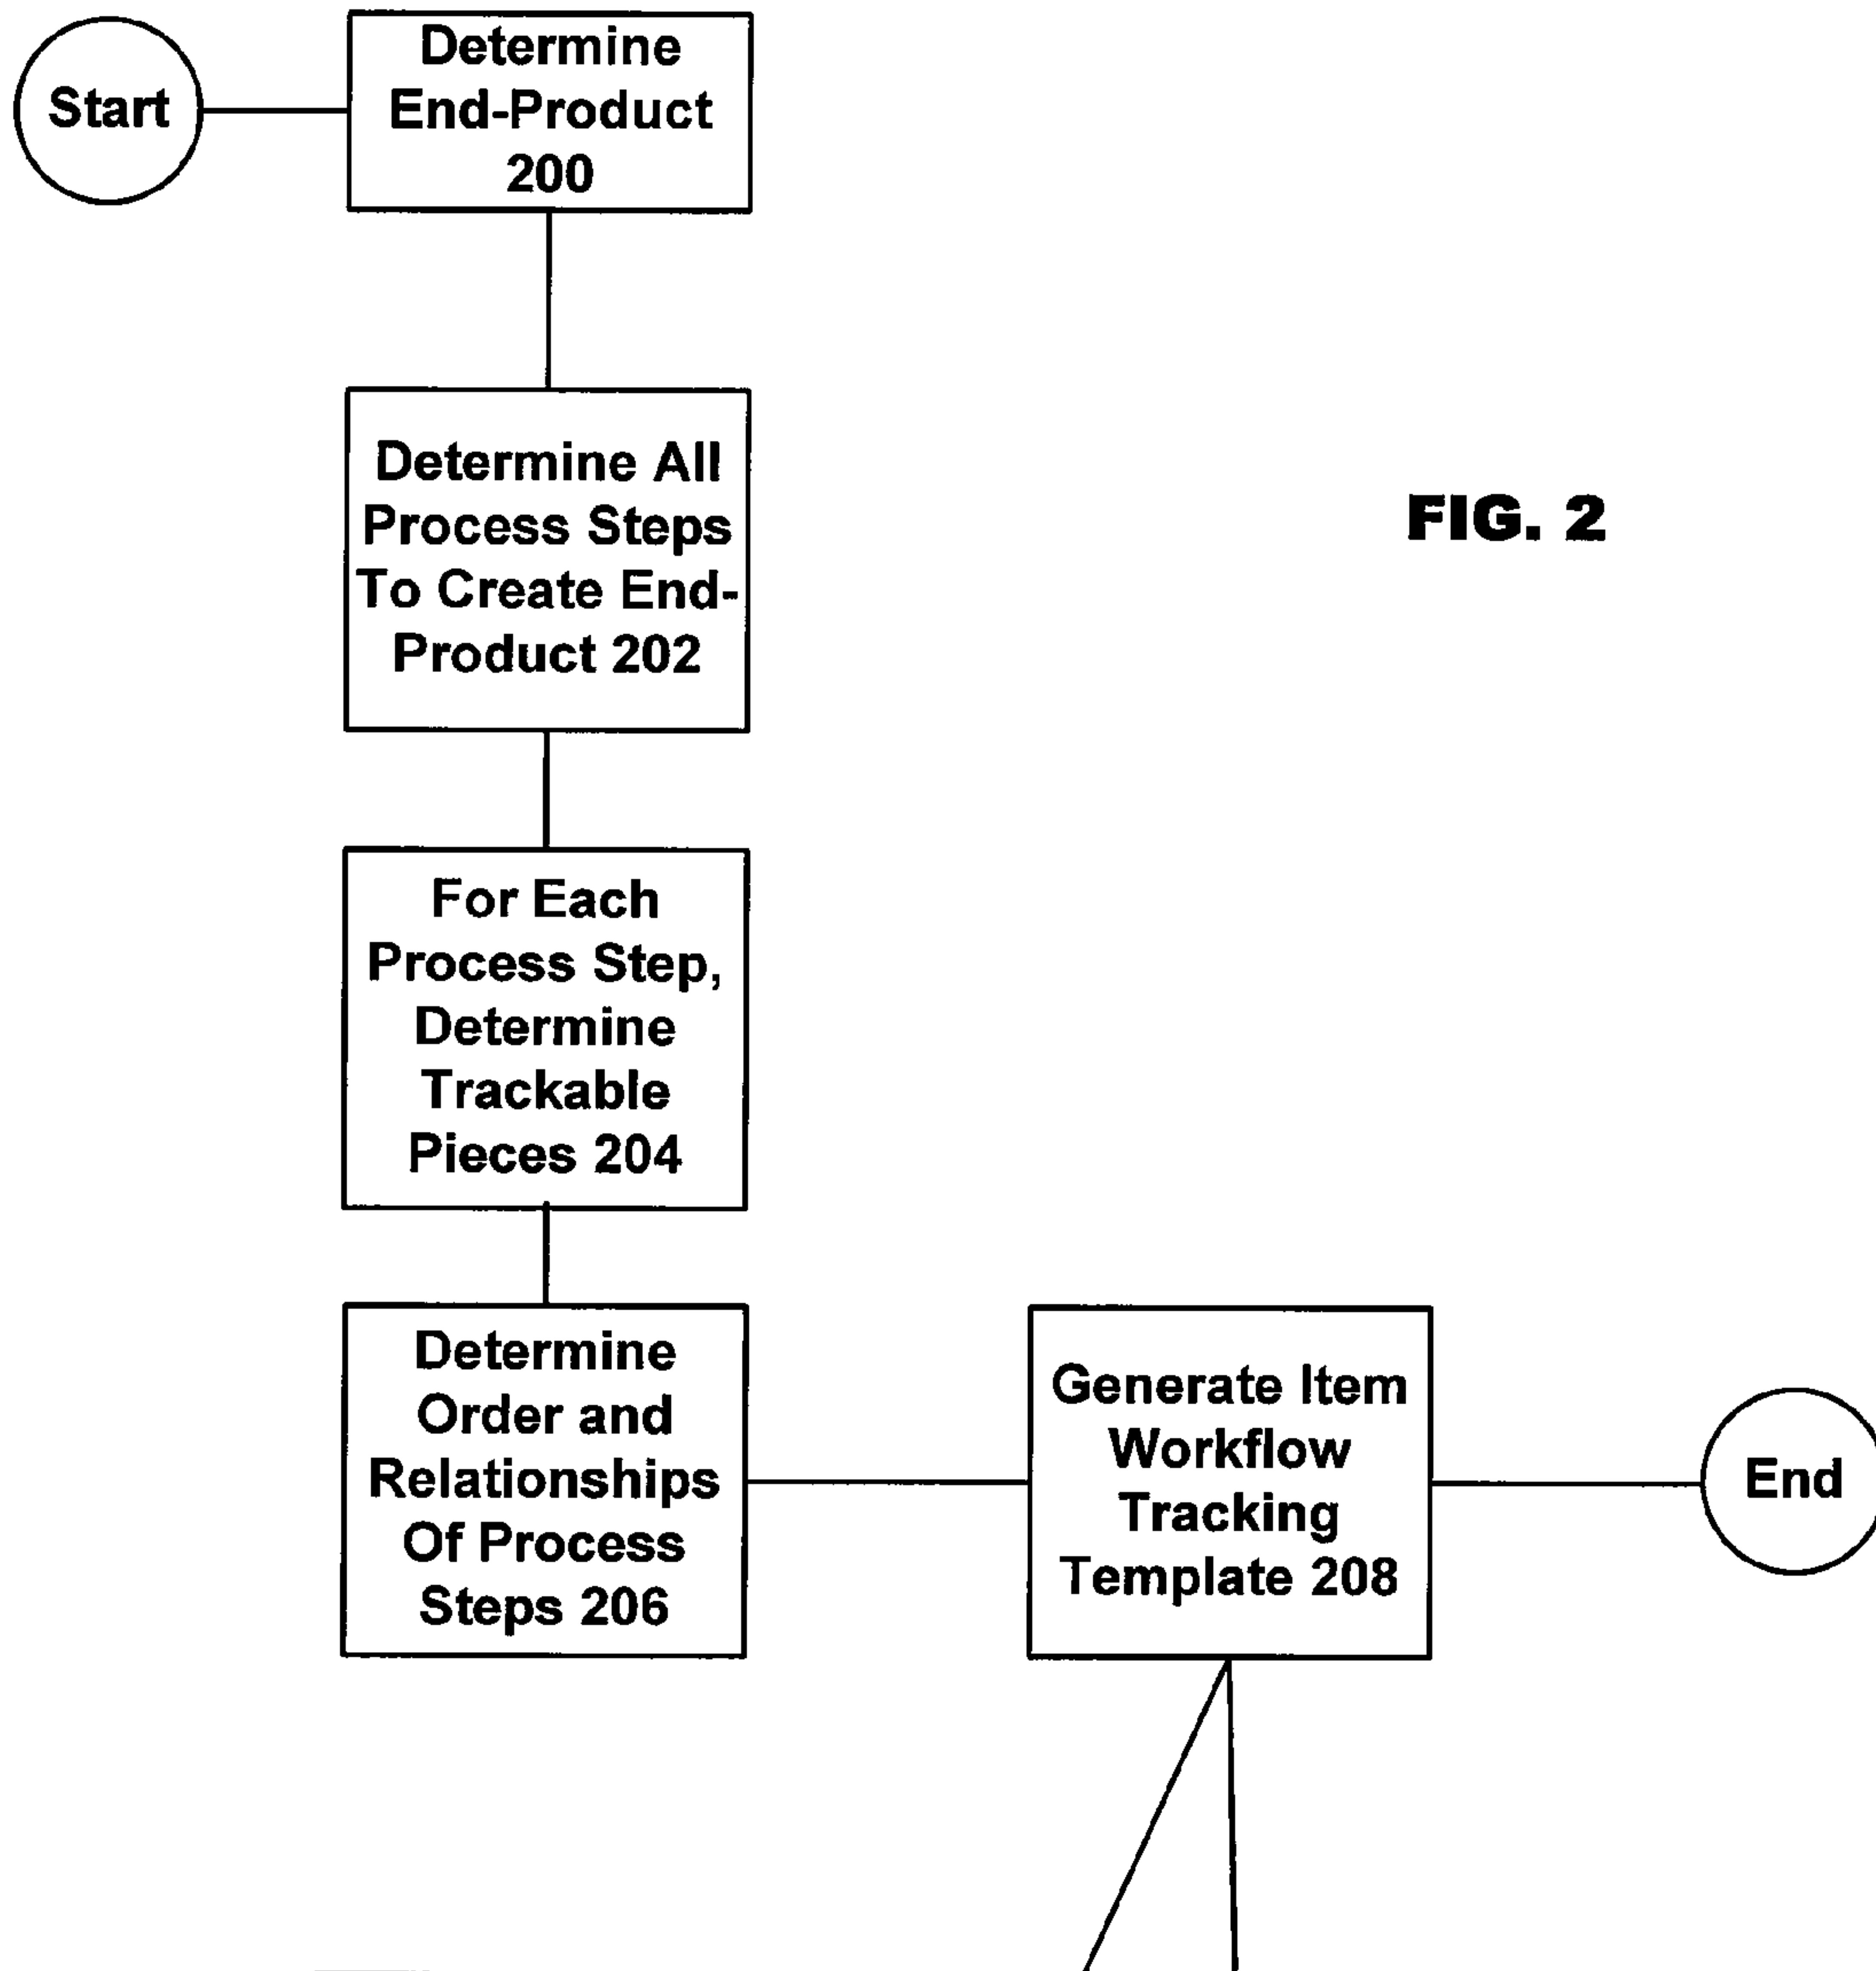 Start
Determine
End-Product
200
Determine All
Process Steps
To Create End-
Product 202
FIG. 2
For Each
Process Step,
Determine
Trackable
Pieces 204
Determine
Order and
Relationships
Of Process
Steps 206
Generate Item
Workflow
Tracking
Template 208
End